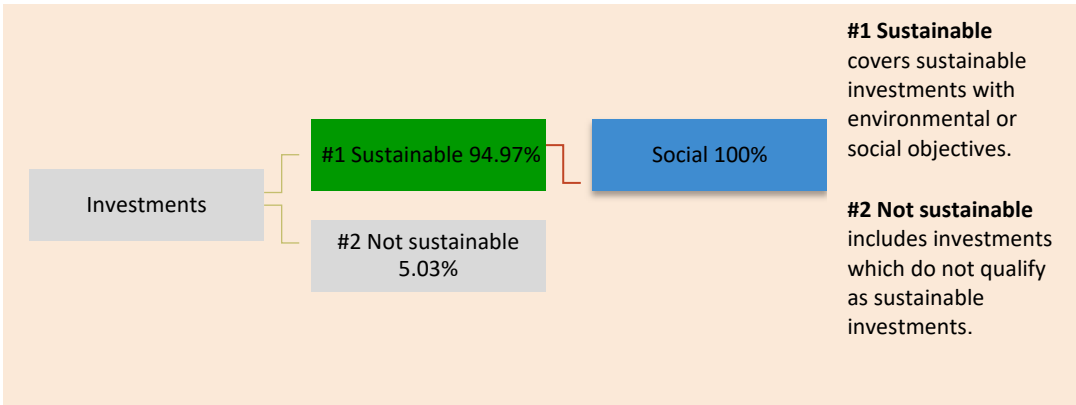 Investments
#1 Sustainable 94.97%
#2 Not sustainable
5.03%
Social 100%
#1 Sustainable
covers sustainable
investments with
environmental or
social objectives.
#2 Not sustainable
includes investments
which do not qualify
as sustainable
investments.